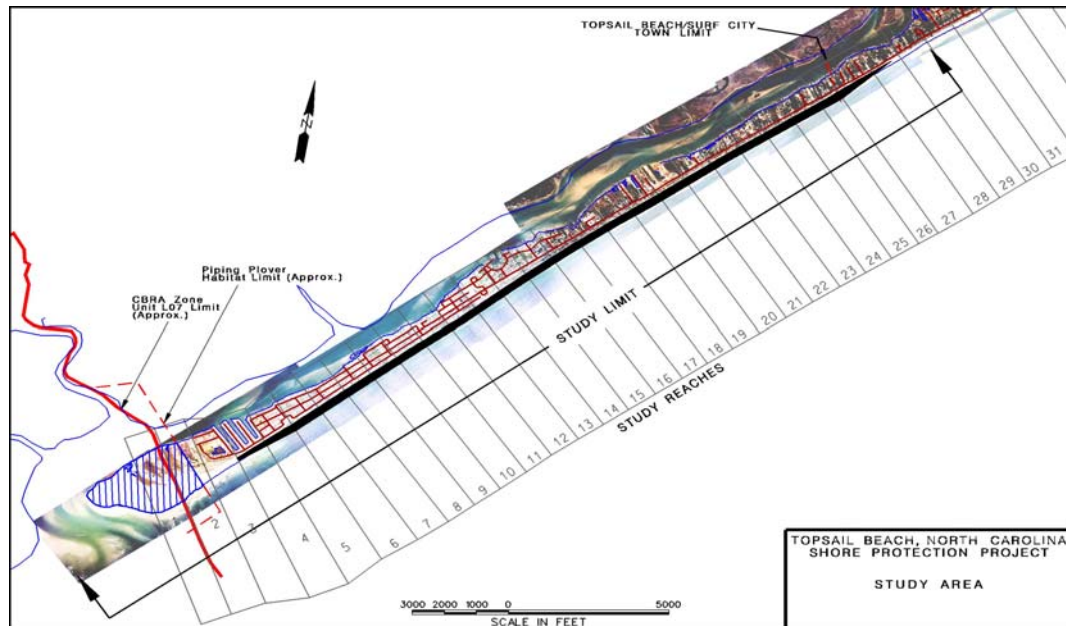 TOPSAIL BEACH/SURF CITY
TOWN LIMIT
N
Piping Plover
Habitat Limit (Approx.)
CBRA Zone
Unit L07 Limit
(Approx.)
STUDY LIMIT
STUDY REACHES
2
3
4
5
6
7
8
9
10
11
12
13
14
15
16
17
18
19
20
21
22
23
24
25
26
27
28
29
30
31
3000 2000 1000 0 5000
SCALE IN FEET
TOPSAIL BEACH, NORTH CAROLINA
SHORE PROTECTION PROJECT
STUDY AREA